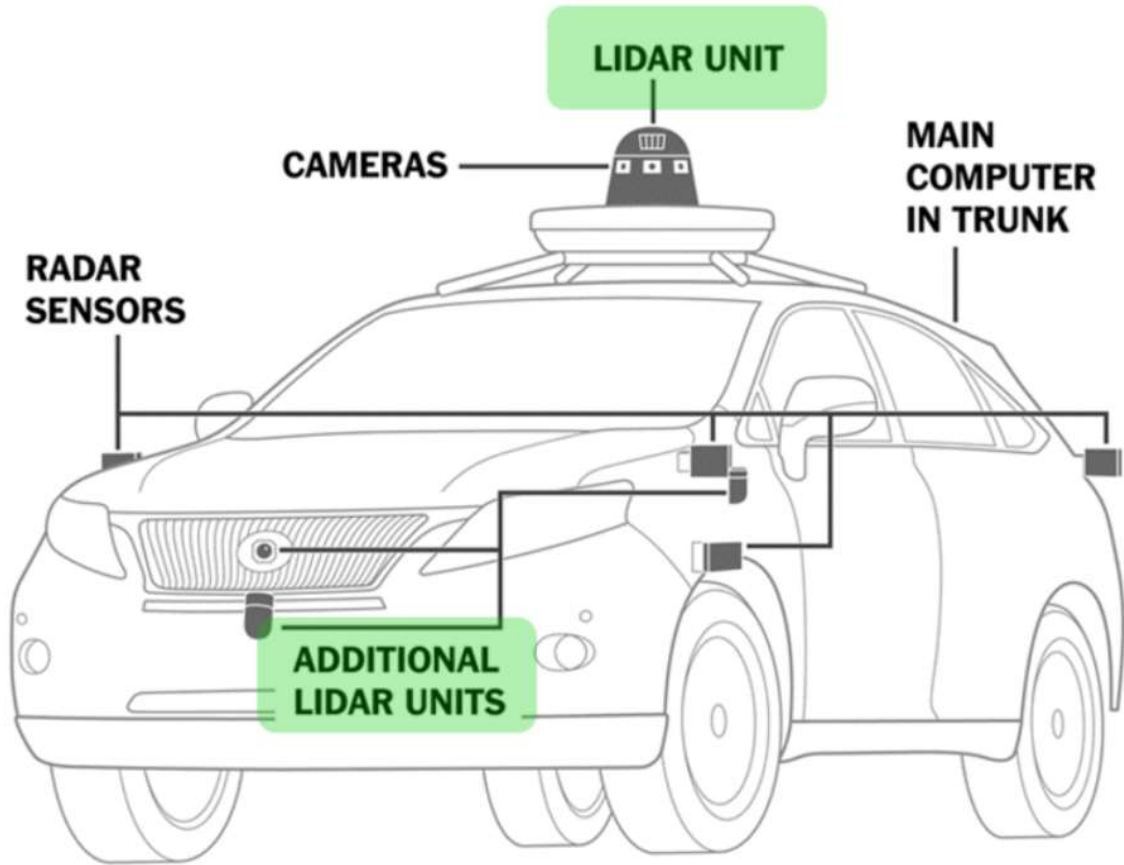 LIDAR UNIT
CAMERAS
MAIN
COMPUTER
IN TRUNK
RADAR
SENSORS
ADDITIONAL
LIDAR UNITS